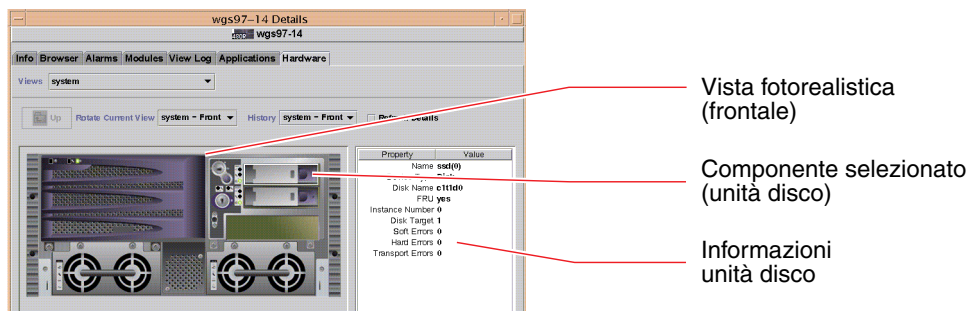 wgs97-14 Details
wgs97-14
Info Browser Alarms Modules View Log Applications Hardware
Views system
Up Rotate Current View system - Front History system - Front Refresh Details
Property Value
Name ssd(0)
Disk
Disk Name c1t1d0
FRU yes
Instance Number 0
Disk Target 1
Soft Errors 0
Hard Errors 0
Transport Errors 0
Vista fotorealistica
(frontale)
Componente selezionato
(unità disco)
Informazioni
unità disco